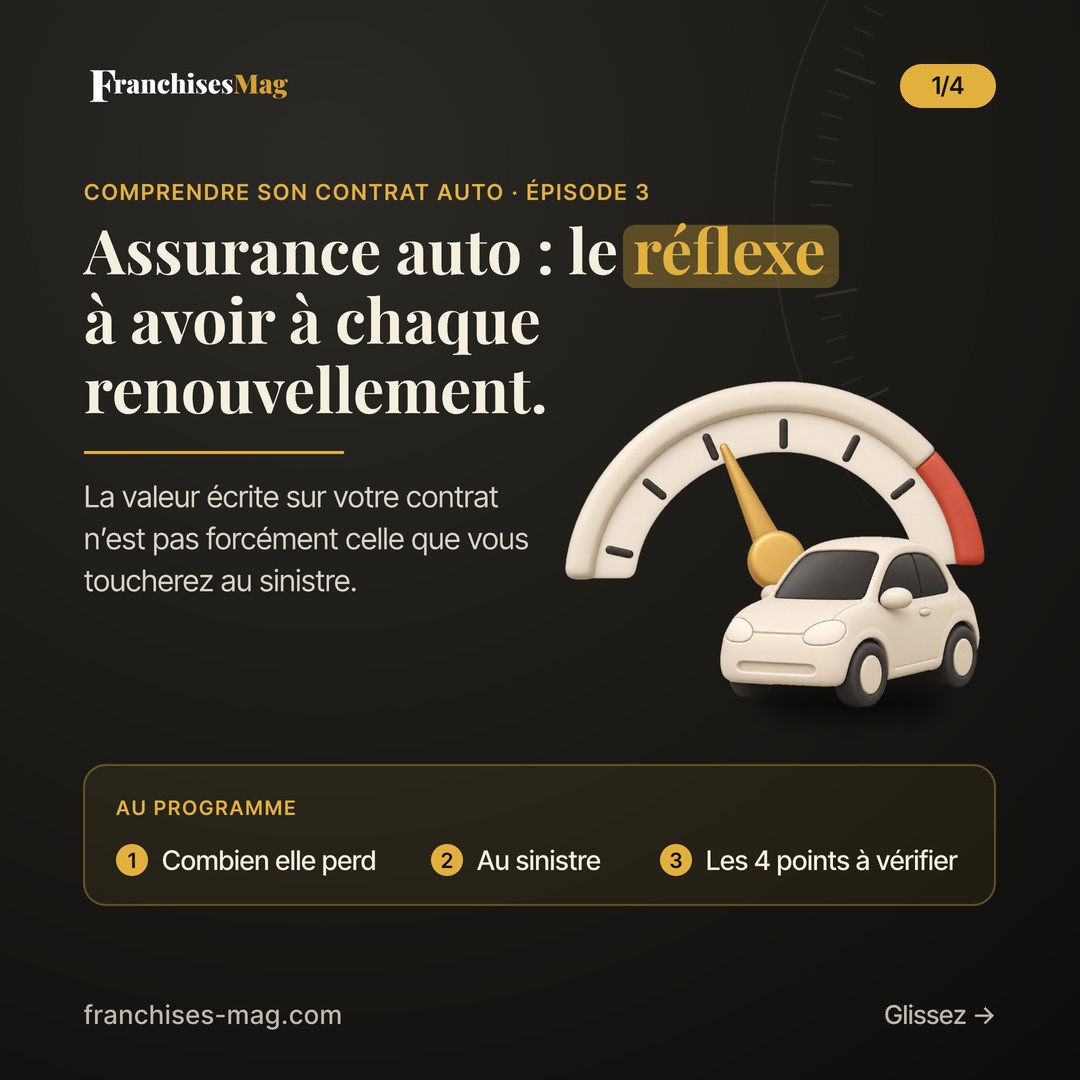 FranchisesMag
1/4
COMPRENDRE SON CONTRAT AUTO · ÉPISODE 3
Assurance auto : le réflexe
à avoir à chaque
renouvellement.
La valeur écrite sur votre contrat
n’est pas forcément celle que vous
toucherez au sinistre.
AU PROGRAMME
1 Combien elle perd
2 Au sinistre
3 Les 4 points à vérifier
franchises-mag.com
Glissez →